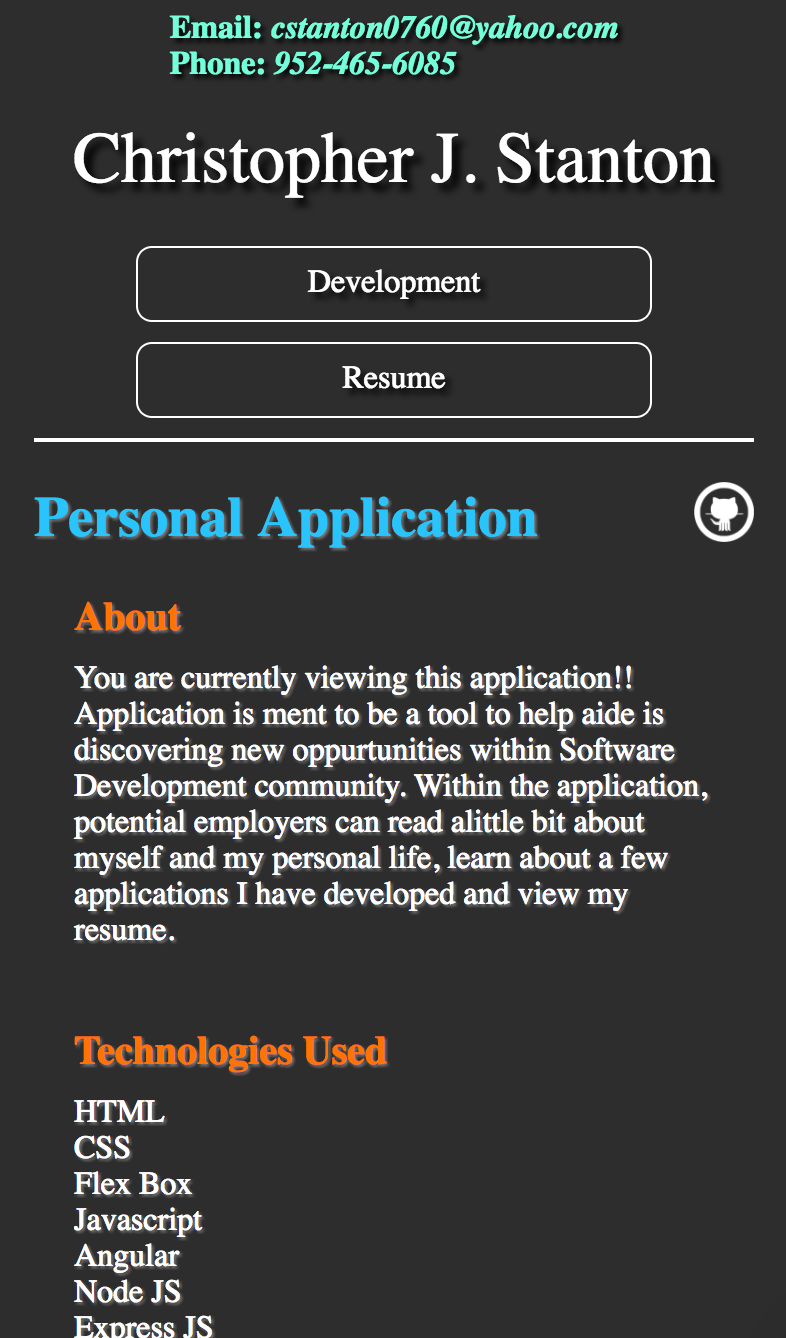 Email: cstanton0760@yahoo.com
Phone: 952-465-6085
Christopher J. Stanton
Development
Resume
Personal Application
About
You are currently viewing this application!!
Application is ment to be a tool to help aide is
discovering new oppurtunities within Software
Development community. Within the application,
potential employers can read alittle bit about
myself and my personal life, learn about a few
applications I have developed and view my
resume.
Technologies Used
HTML
CSS
Flex Box
Javascript
Angular
Node JS
Express JS